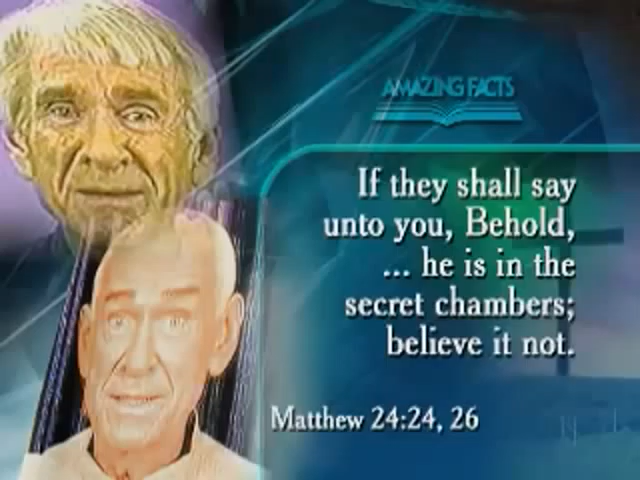 AMAZING FACTS
If they shall say
unto you, Behold,
... he is in the
secret chambers;
believe it not.
Matthew 24:24, 26